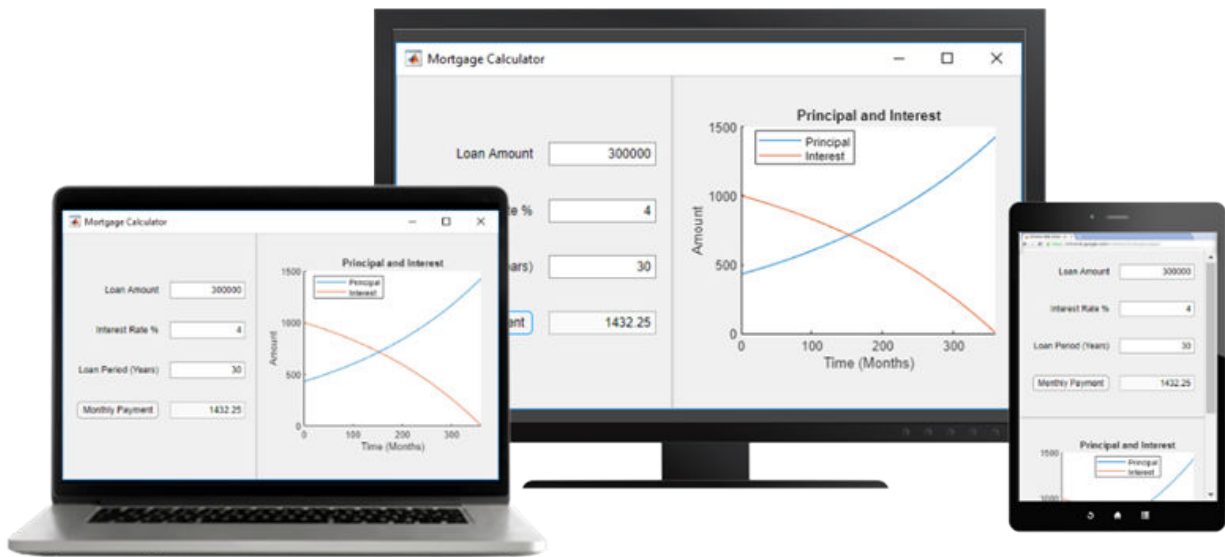 Mortgage Calculator
Loan Amount 300000
te % 4
ars) 30
ent 1432.25
Principal and Interest
Principal
Interest
1500
1000
500
0
Amount
0 100 200 300
Time (Months)
Mortgage Calculator
Loan Amount 300000
Interest Rate % 4
Loan Period (Years) 30
Monthly Payment 1432.25
Principal and Interest
Principal
Interest
1500
1000
500
0
Amount
0 100 200 300
Time (Months)
Loan Amount 300000
Interest Rate % 4
Loan Period (Years) 30
Monthly Payment 1432.25
Principal and Interest
Principal
Interest
1500
1000